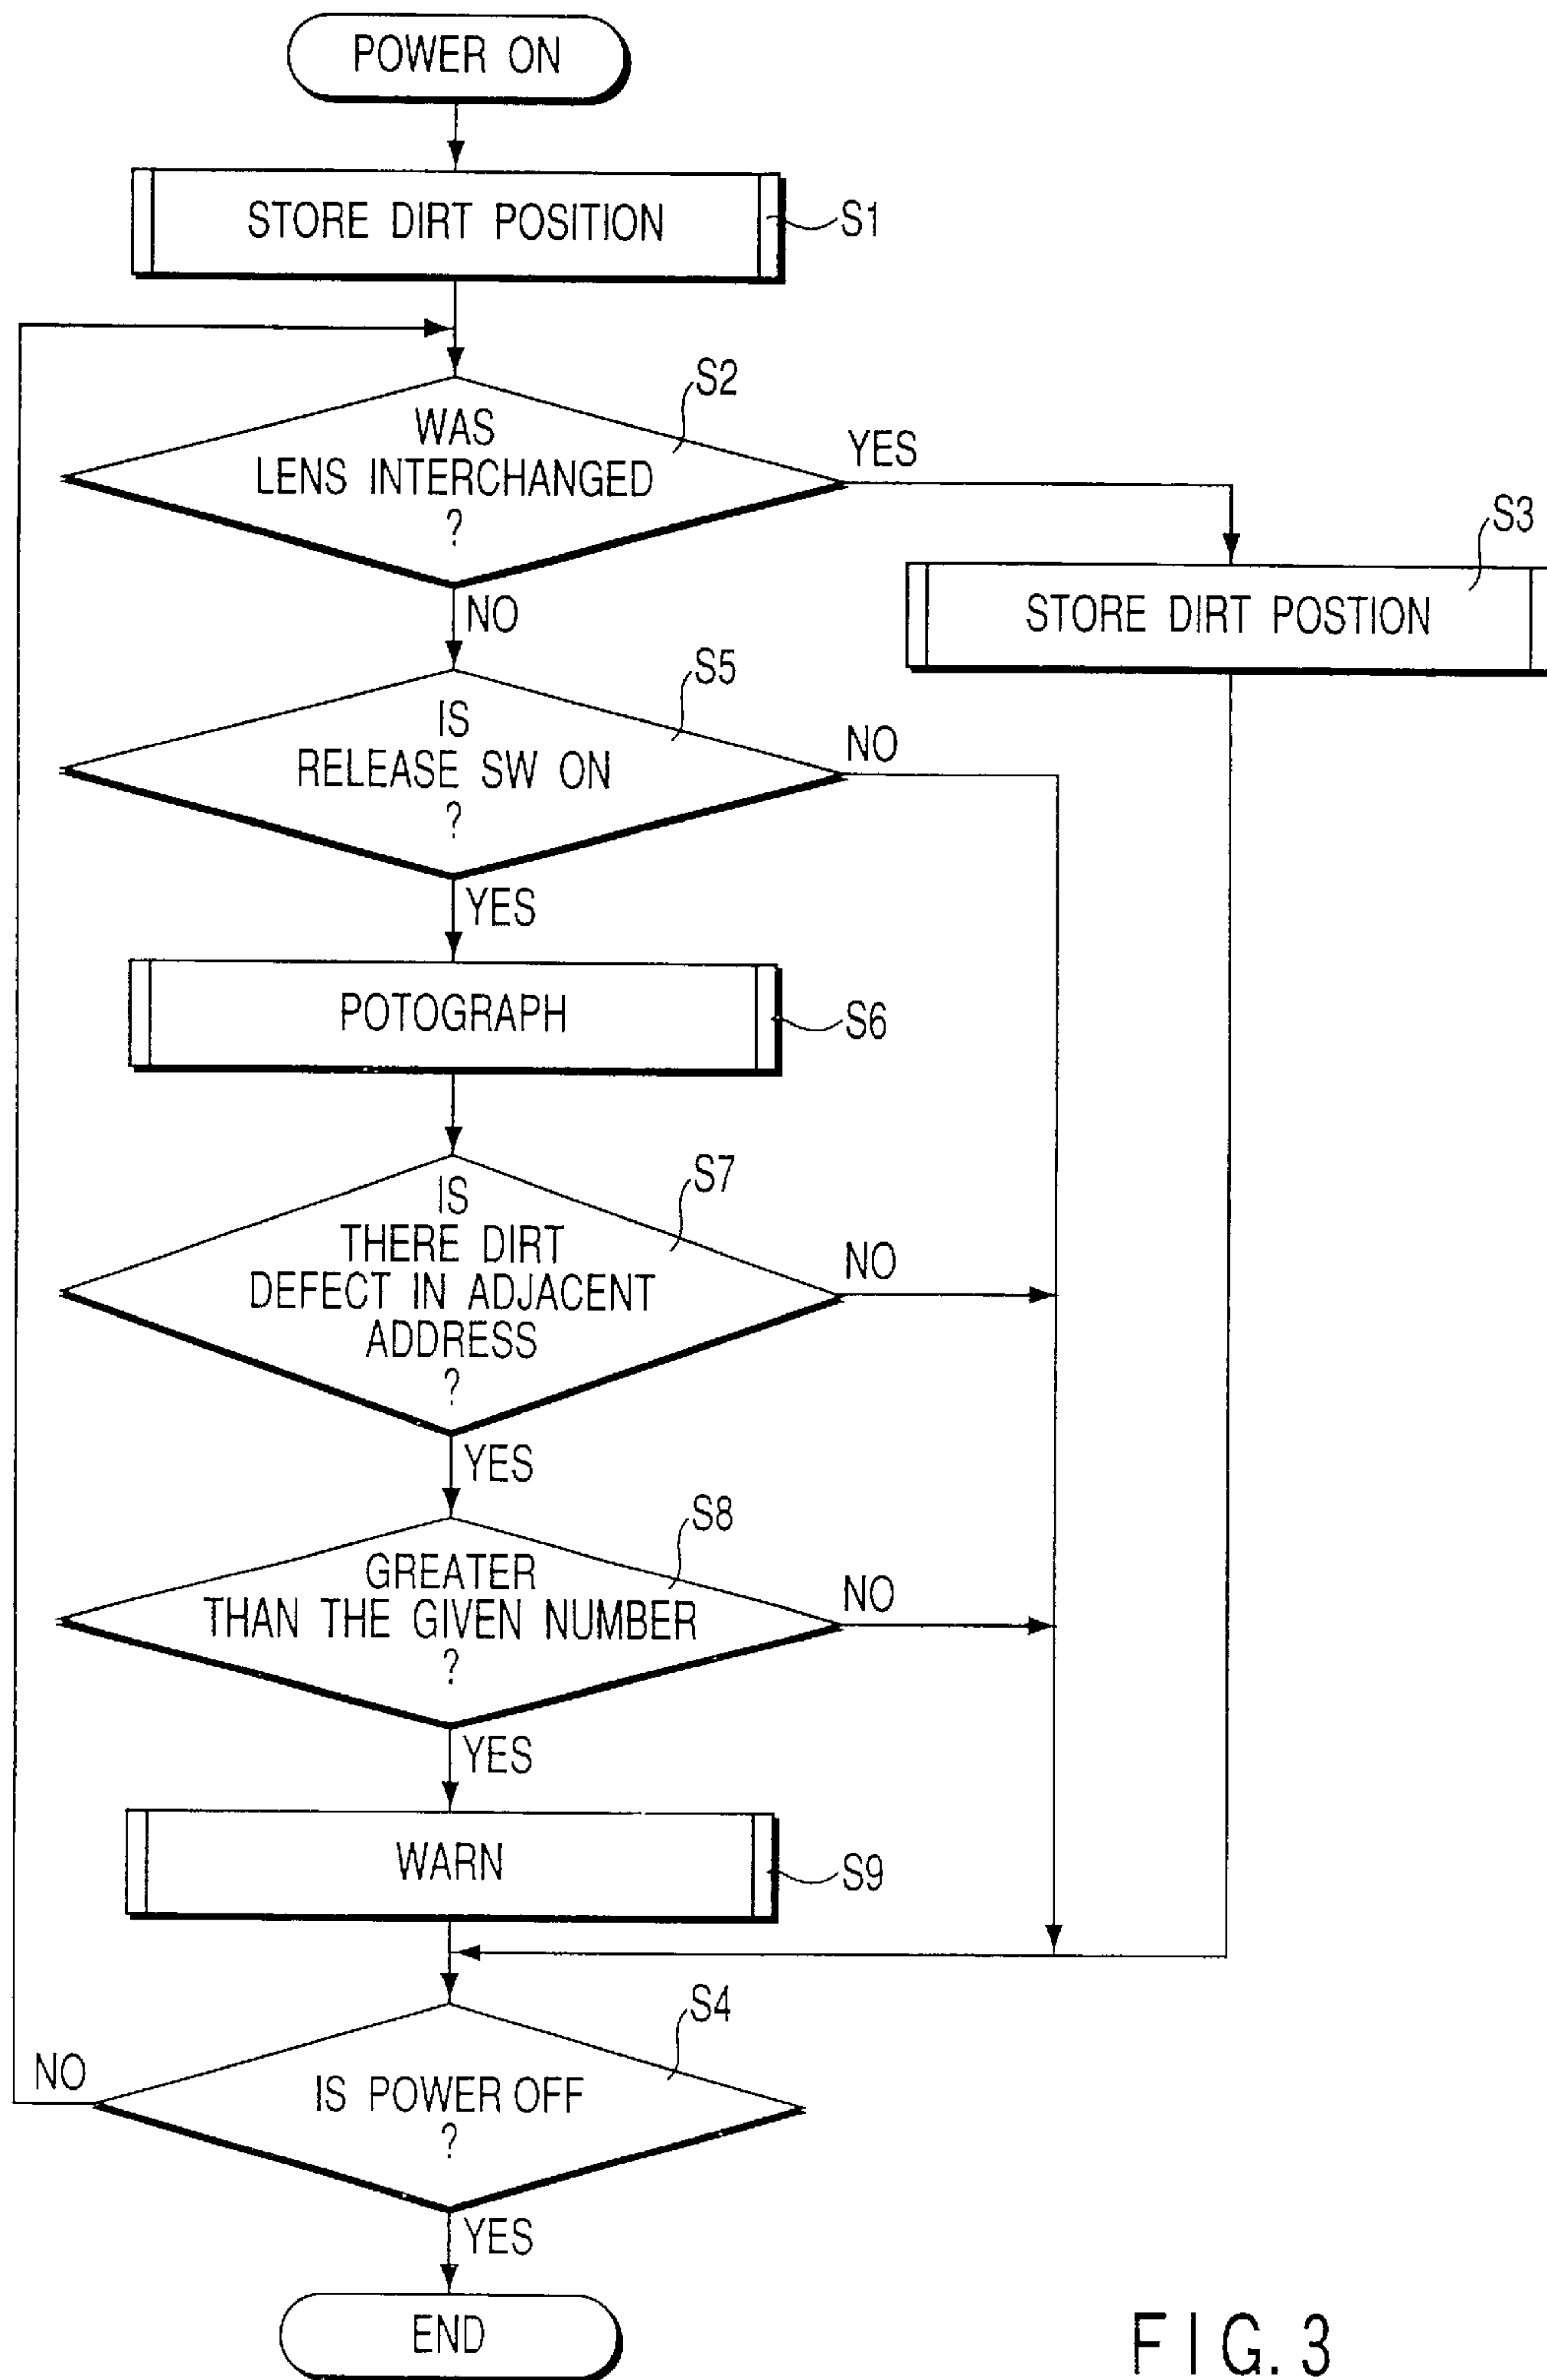 POWER ON
STORE DIRT POSITION
S1
S2
WAS
LENS INTERCHANGED
?
YES
NO
S3
STORE DIRT POSTION
S5
IS
RELEASE SW ON
?
NO
YES
POTOGRAPH
S6
S7
IS
THERE DIRT
DEFECT IN ADJACENT
ADDRESS
?
NO
YES
S8
GREATER
THAN THE GIVEN NUMBER
?
NO
YES
WARN
S9
S4
IS POWER OFF
?
NO
YES
END
FIG. 3